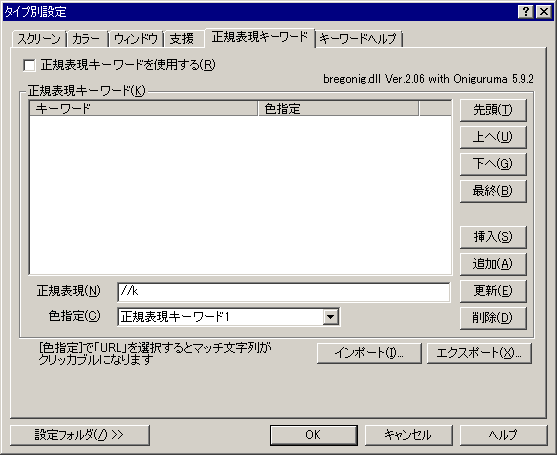 タイプ別設定
スクリーン カラー ウィンドウ 支援 正規表現キーワード キーワードヘルプ
正規表現キーワードを使用する(R)
bregonig.dll Ver.2.06 with Oniguruma 5.9.2
正規表現キーワード(K)
キーワード 色指定
先頭(T)
上へ(U)
下へ(G)
最終(B)
挿入(S)
追加(A)
正規表現(N) //k 更新(E)
色指定(C) 正規表現キーワード1 削除(D)
[色指定]で「URL」を選択するとマッチ文字列が
クリッカブルになります
インポート(I)... エクスポート(X)...
設定フォルダ(/) >> OK キャンセル ヘルプ